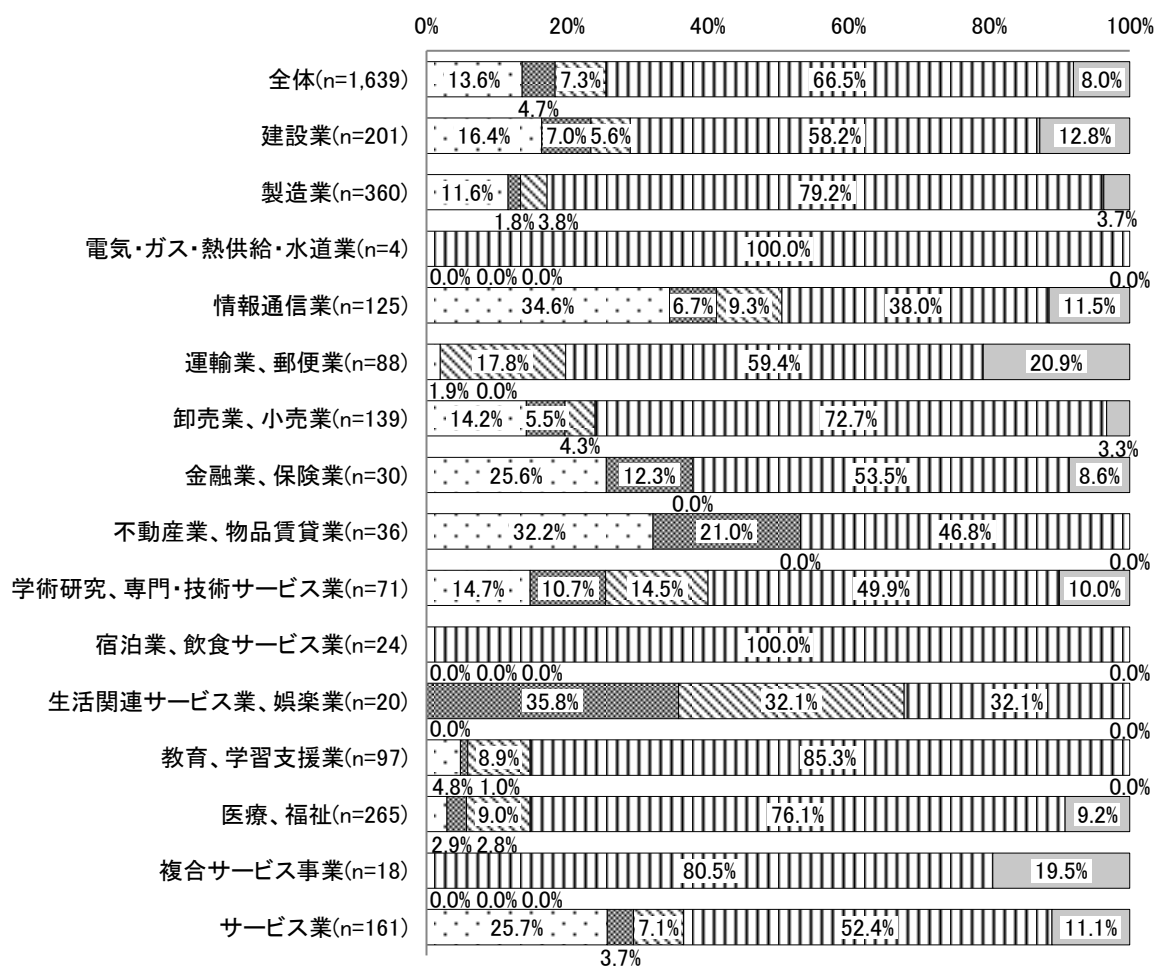 0% 20% 40% 60% 80% 100%
全体(n=1,639) 13.6% 7.3% 66.5% 8.0%
4.7%
建設業(n=201) 16.4% 7.0% 5.6% 58.2% 12.8%
製造業(n=360) 11.6% 79.2%
1.8% 3.8% 3.7%
電気・ガス・熱供給・水道業(n=4) 100.0%
0.0% 0.0% 0.0% 0.0%
情報通信業(n=125) 34.6% 6.7% 9.3% 38.0% 11.5%
運輸業、郵便業(n=88) 17.8% 59.4% 20.9%
1.9% 0.0%
卸売業、小売業(n=139) 14.2% 5.5% 72.7%
4.3% 3.3%
金融業、保険業(n=30) 25.6% 12.3% 53.5% 8.6%
0.0%
不動産業、物品賃貸業(n=36) 32.2% 21.0% 46.8%
0.0% 0.0%
学術研究、専門・技術サービス業(n=71) 14.7% 10.7% 14.5% 49.9% 10.0%
宿泊業、飲食サービス業(n=24) 100.0%
0.0% 0.0% 0.0% 0.0%
生活関連サービス業、娯楽業(n=20) 35.8% 32.1% 32.1%
0.0% 0.0%
教育、学習支援業(n=97) 8.9% 85.3%
4.8% 1.0% 0.0%
医療、福祉(n=265) 9.0% 76.1% 9.2%
2.9% 2.8%
複合サービス事業(n=18) 80.5% 19.5%
0.0% 0.0% 0.0%
サービス業(n=161) 25.7% 7.1% 52.4% 11.1%
3.7%